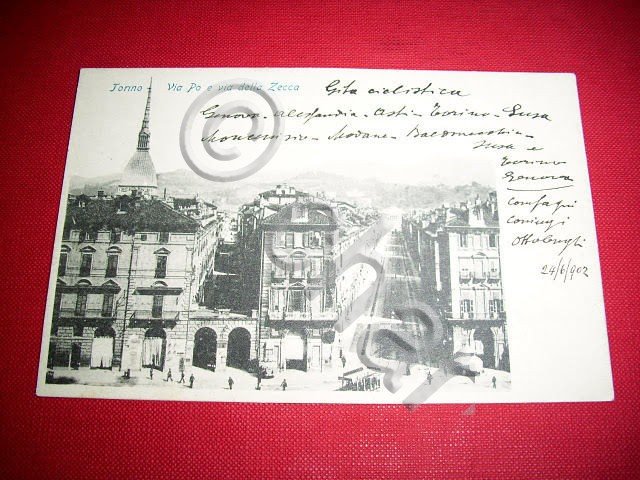 Torino - Via Po e via della Zecca
Gita ciclistica
Genova - Alessandria - Asti - Torino - Susa
Moncenisio - Modane - -
Susa e
Torino
Genova
Compagni
coniugi
Ottolenghi
24/6/902
©